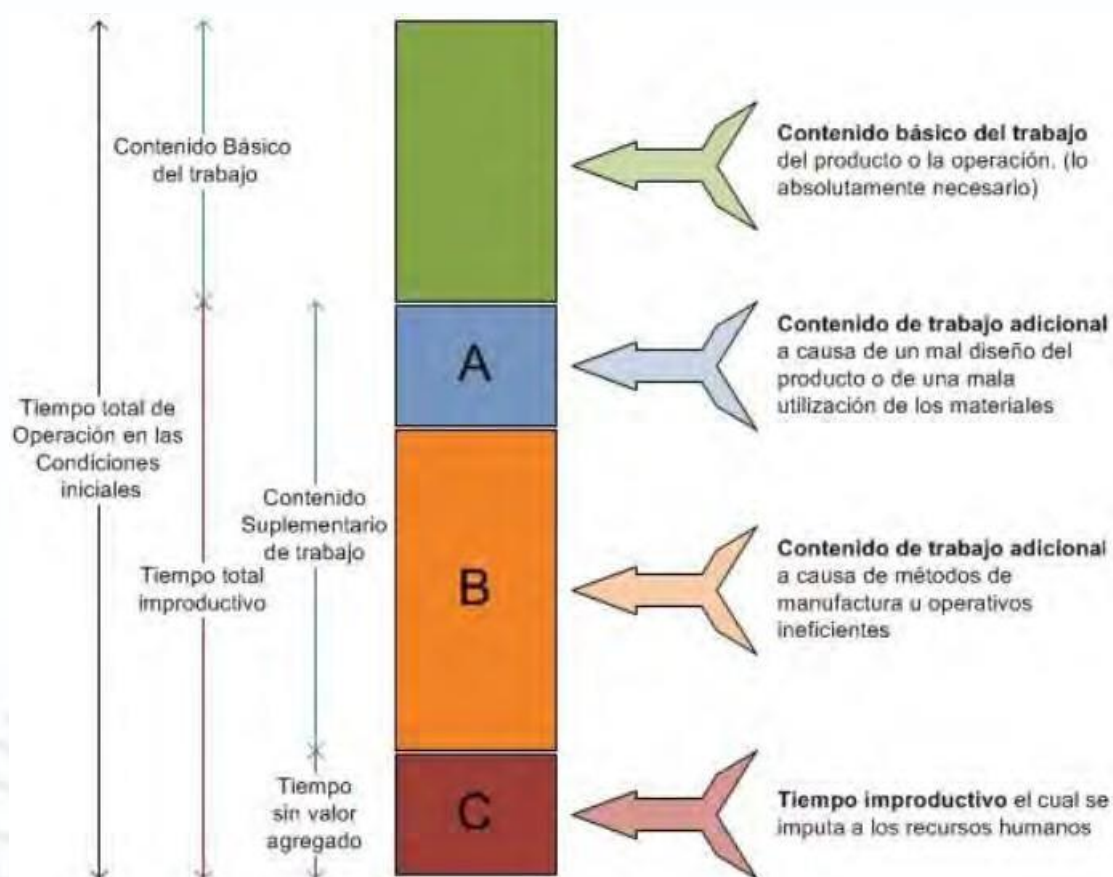 Contenido Básico
del trabajo
Contenido básico del trabajo
del producto o la operación. (lo
absolutamente necesario)
A
Contenido de trabajo adicional
a causa de un mal diseño del
producto o de una mala
utilización de los materiales
Tiempo total de
Operación en las
Condiciones
iniciales
Contenido
Suplementario
de trabajo
Tiempo total
improductivo
B
Contenido de trabajo adicional
a causa de métodos de
manufactura u operativos
ineficientes
Tiempo
sin valor
agregado
C
Tiempo improductivo el cual se
imputa a los recursos humanos